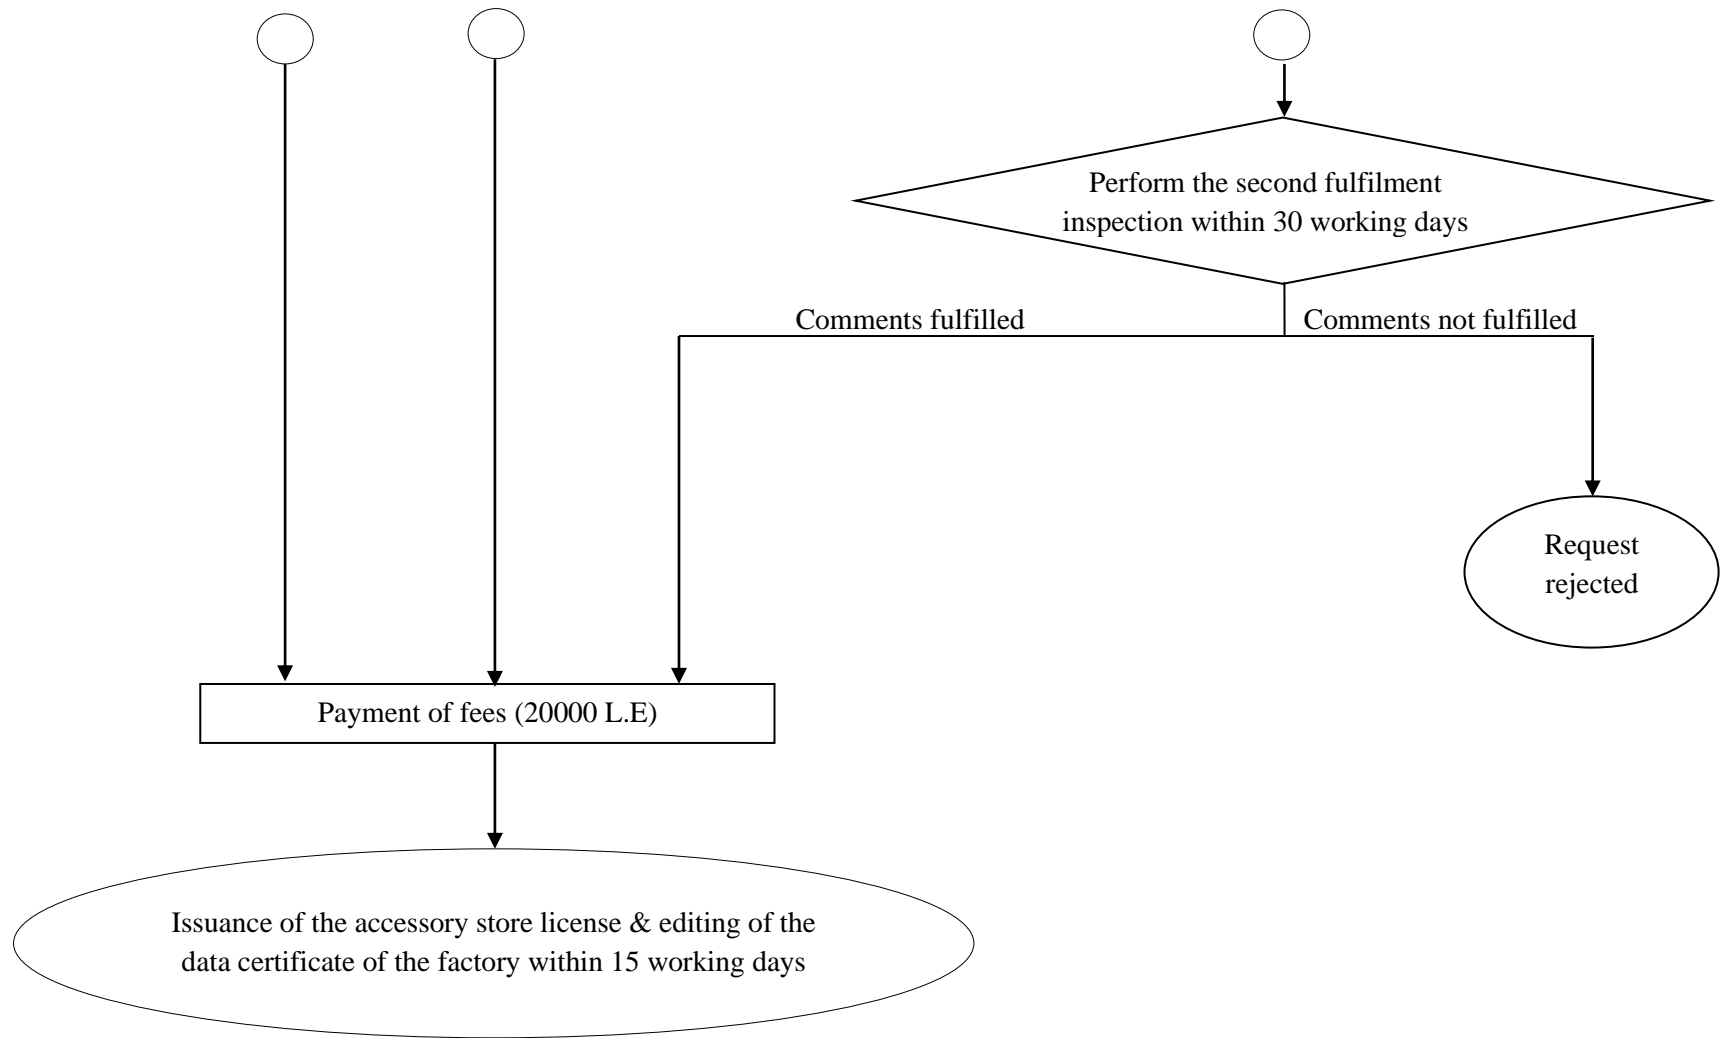 Perform the second fulfilment
inspection within 30 working days
Comments fulfilled
Comments not fulfilled
Request
rejected
Payment of fees (20000 L.E)
Issuance of the accessory store license & editing of the
data certificate of the factory within 15 working days